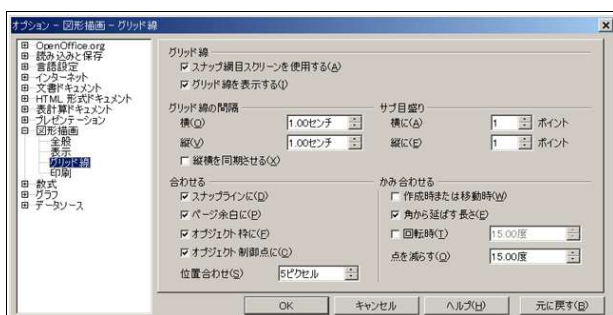 オプション - 図形描画 - グリッド線
OpenOffice.org
読み込みと保存
言語設定
インターネット
文書ドキュメント
HTML 形式ドキュメント
表計算ドキュメント
プレゼンテーション
図形描画
全般
表示
グリッド線
印刷
数式
グラフ
データソース
グリッド線
スナップ網目スクリーンを使用する(A)
グリッド線を表示する(I)
グリッド線の間隔
横(O) 1.00センチ
縦(V) 1.00センチ
縦横を同期させる(X)
サブ目盛り
横に(A) 1 ポイント
縦に(E) 1 ポイント
合わせる
スナップラインに(D)
ページ余白に(P)
オブジェクト枠に(F)
オブジェクト制御点に(C)
位置合わせ(S) 5ピクセル
かみ合わせる
作成時または移動時(W)
角から延ばす長さ(E)
回転時(T) 15.00度
点を減らす(O) 15.00度
OK キャンセル ヘルプ(H) 元に戻す(B)